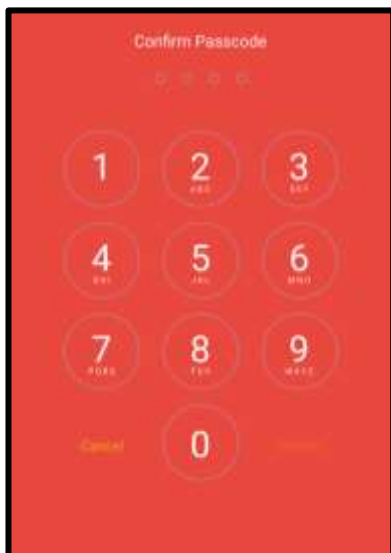 Confirm Passcode
1 2 3
ABC DEF
4 5 6
GHI JKL MNO
7 8 9
PQRS TUV WXYZ
Cancel 0